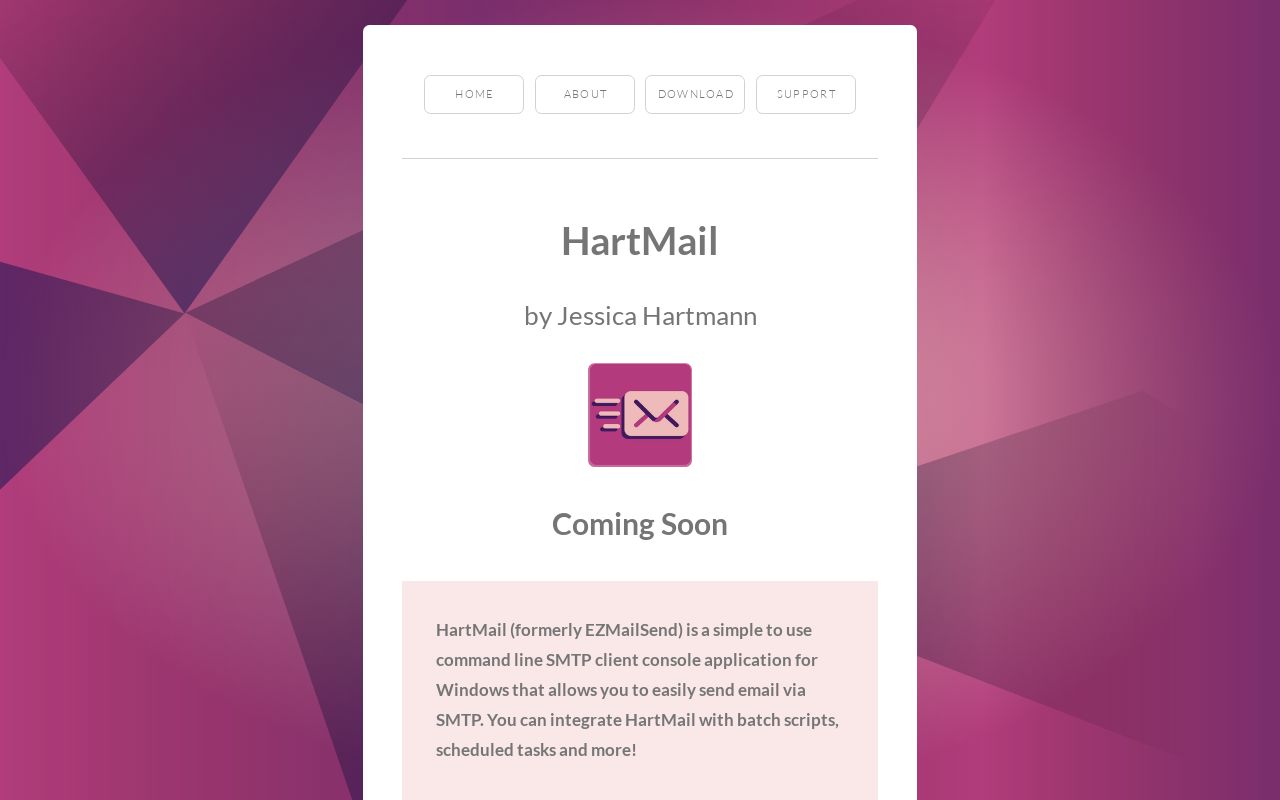 HOME
ABOUT
DOWNLOAD
SUPPORT
HartMail
by Jessica Hartmann
Coming Soon
HartMail (formerly EZMailSend) is a simple to use
command line SMTP client console application for
Windows that allows you to easily send email via
SMTP. You can integrate HartMail with batch scripts,
scheduled tasks and more!